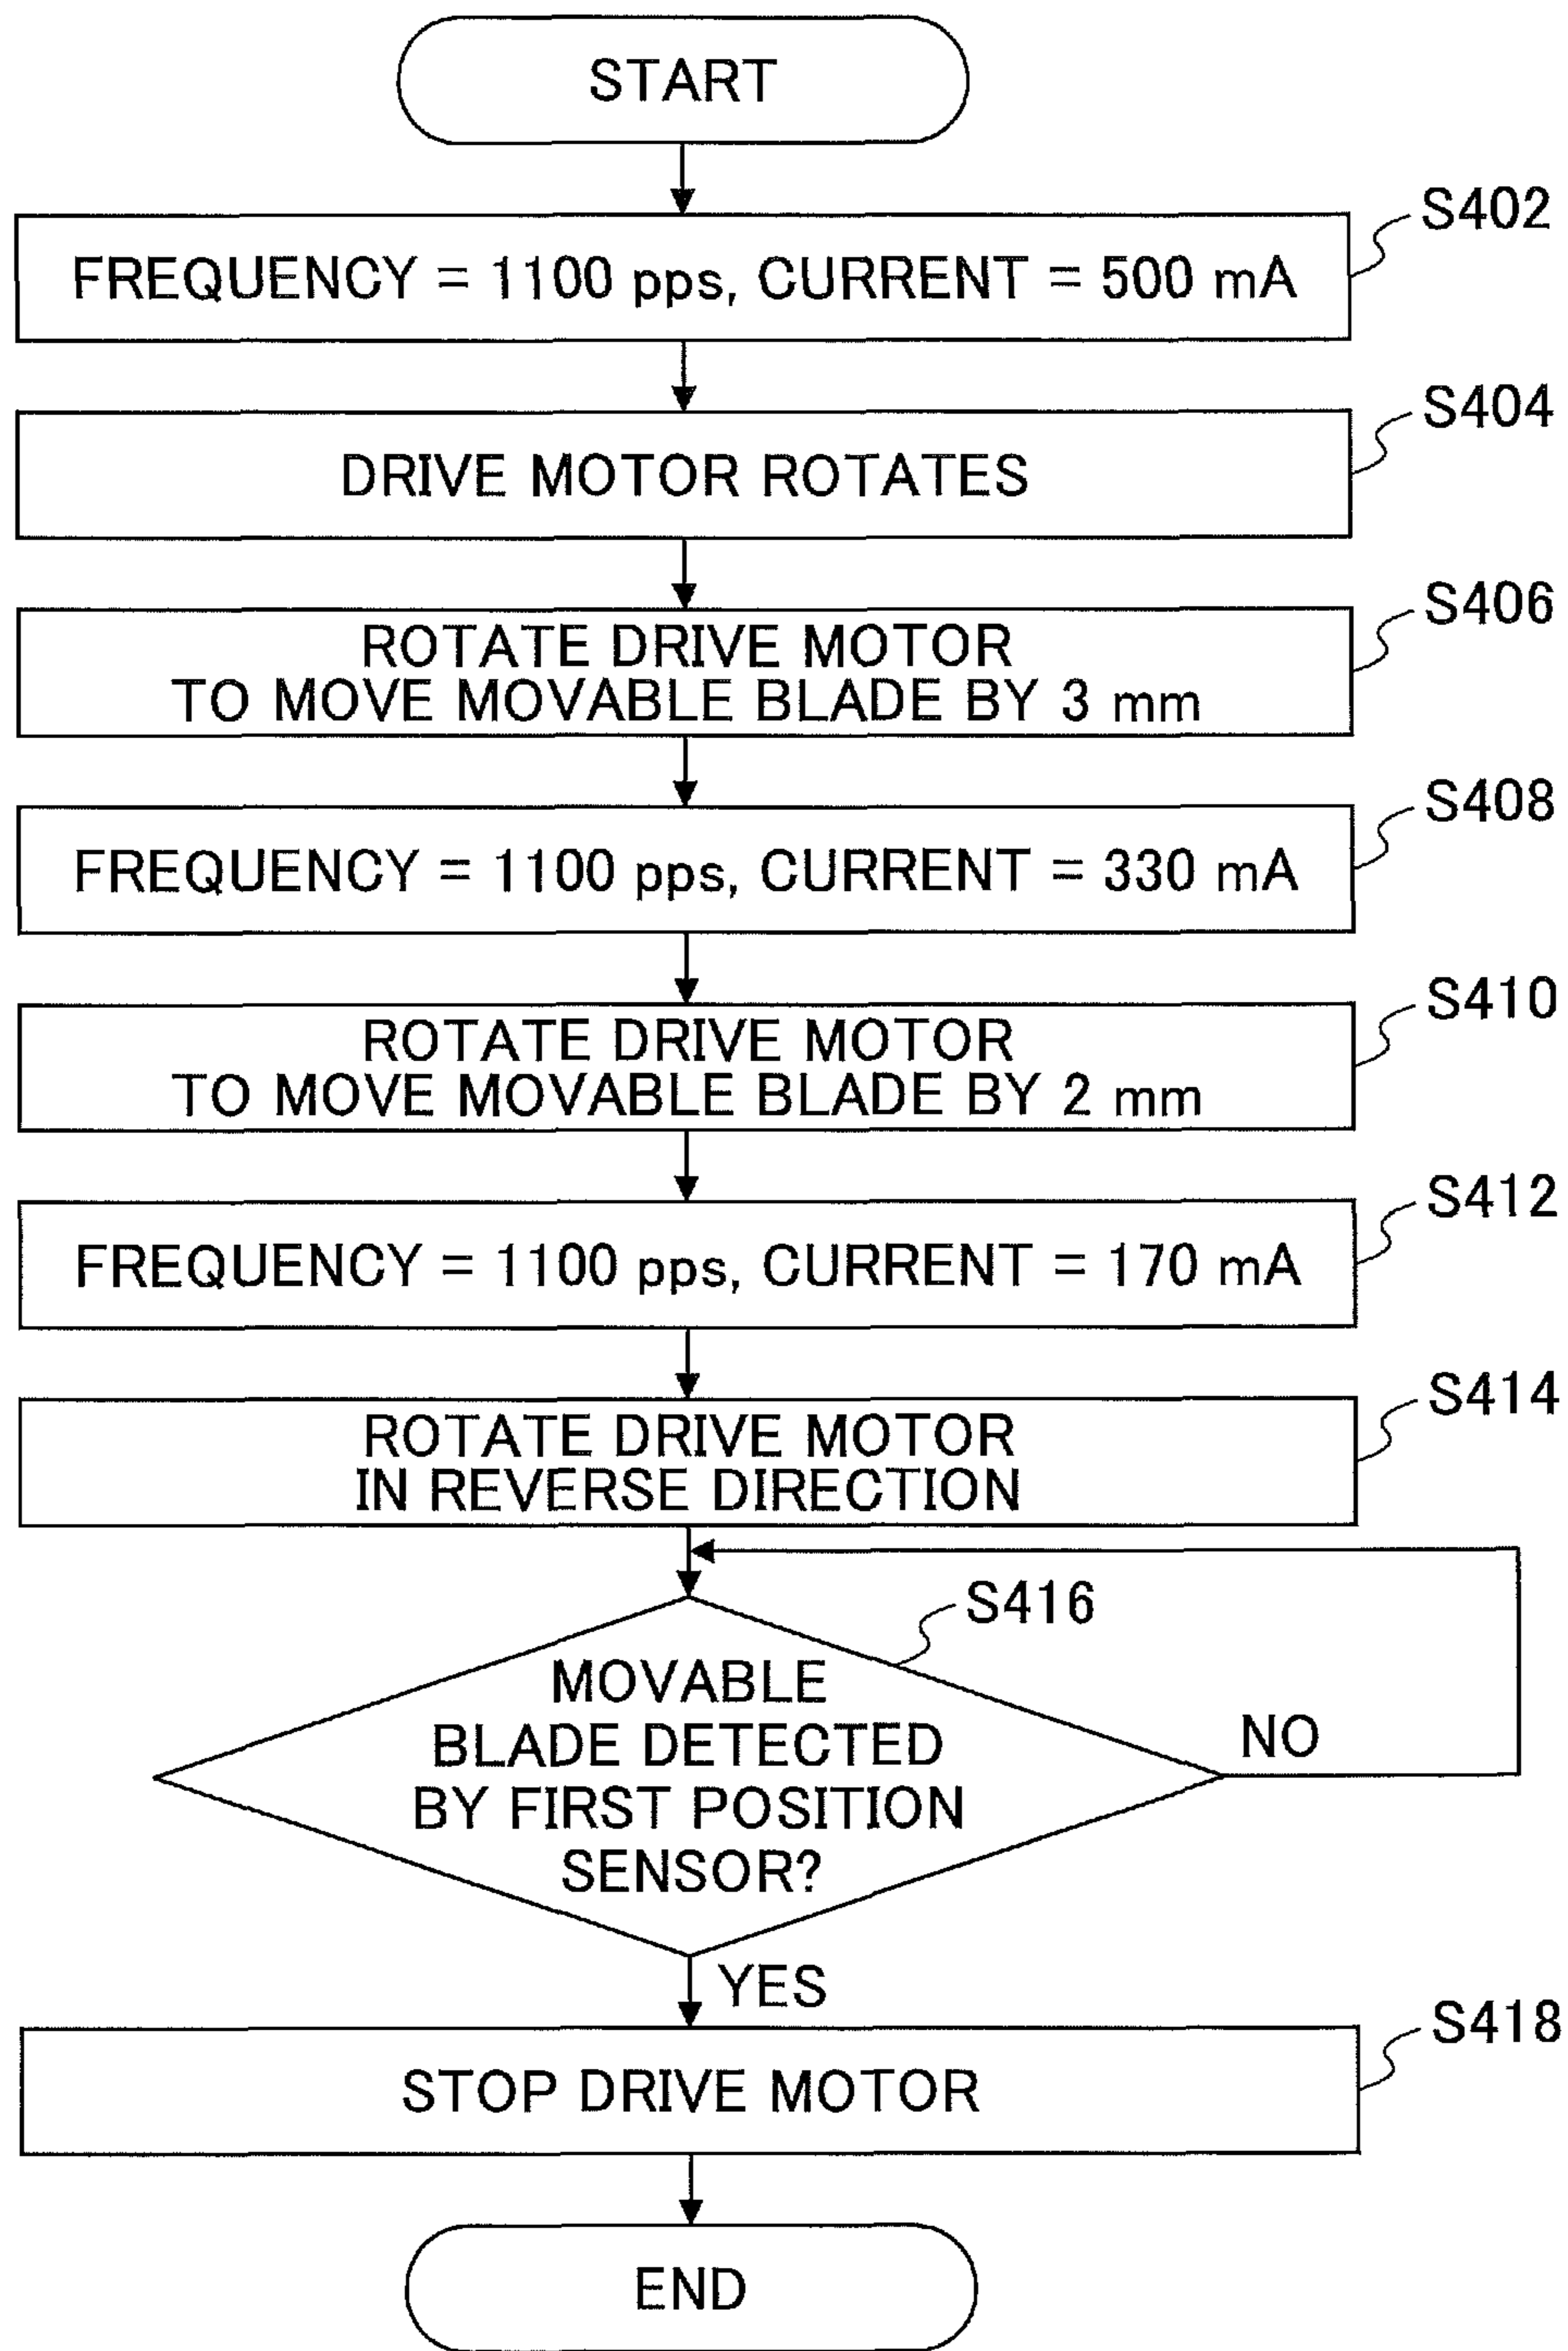 START
S402
FREQUENCY = 1100 pps, CURRENT = 500 mA
S404
DRIVE MOTOR ROTATES
S406
ROTATE DRIVE MOTOR
TO MOVE MOVABLE BLADE BY 3 mm
S408
FREQUENCY = 1100 pps, CURRENT = 330 mA
S410
ROTATE DRIVE MOTOR
TO MOVE MOVABLE BLADE BY 2 mm
S412
FREQUENCY = 1100 pps, CURRENT = 170 mA
S414
ROTATE DRIVE MOTOR
IN REVERSE DIRECTION
S416
MOVABLE
BLADE DETECTED
BY FIRST POSITION
SENSOR?
NO
YES
S418
STOP DRIVE MOTOR
END